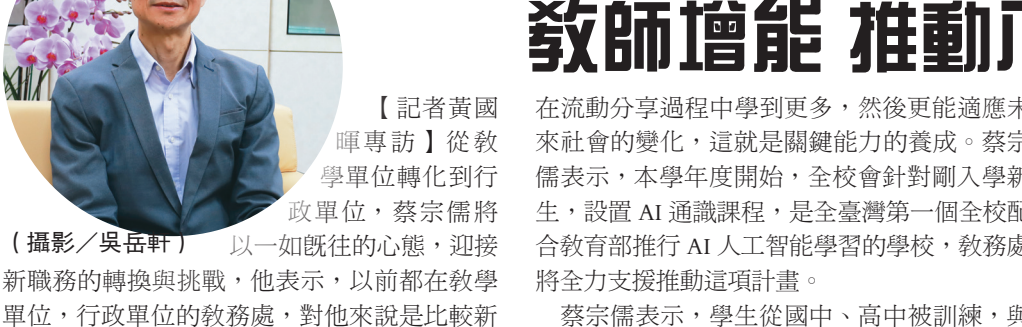 教師增能 推動
【記者黃國
暉專訪】從教
學單位轉化到行
政單位，蔡宗儒將
以一如既往的心態，迎接
新職務的轉換與挑戰，他表示，以前都在教學
單位，行政單位的教務處，對他來說是比較新
（攝影／吳岳軒）
在流動分享過程中學到更多，然後更能適應未
來社會的變化，這就是關鍵能力的養成。蔡宗
儒表示，本學年度開始，全校會針對剛入學新
生，設置 AI 通識課程，是全臺灣第一個全校配
合教育部推行 AI 人工智能學習的學校，教務處
將全力支援推動這項計畫。
蔡宗儒表示，學生從國中、高中被訓練，與